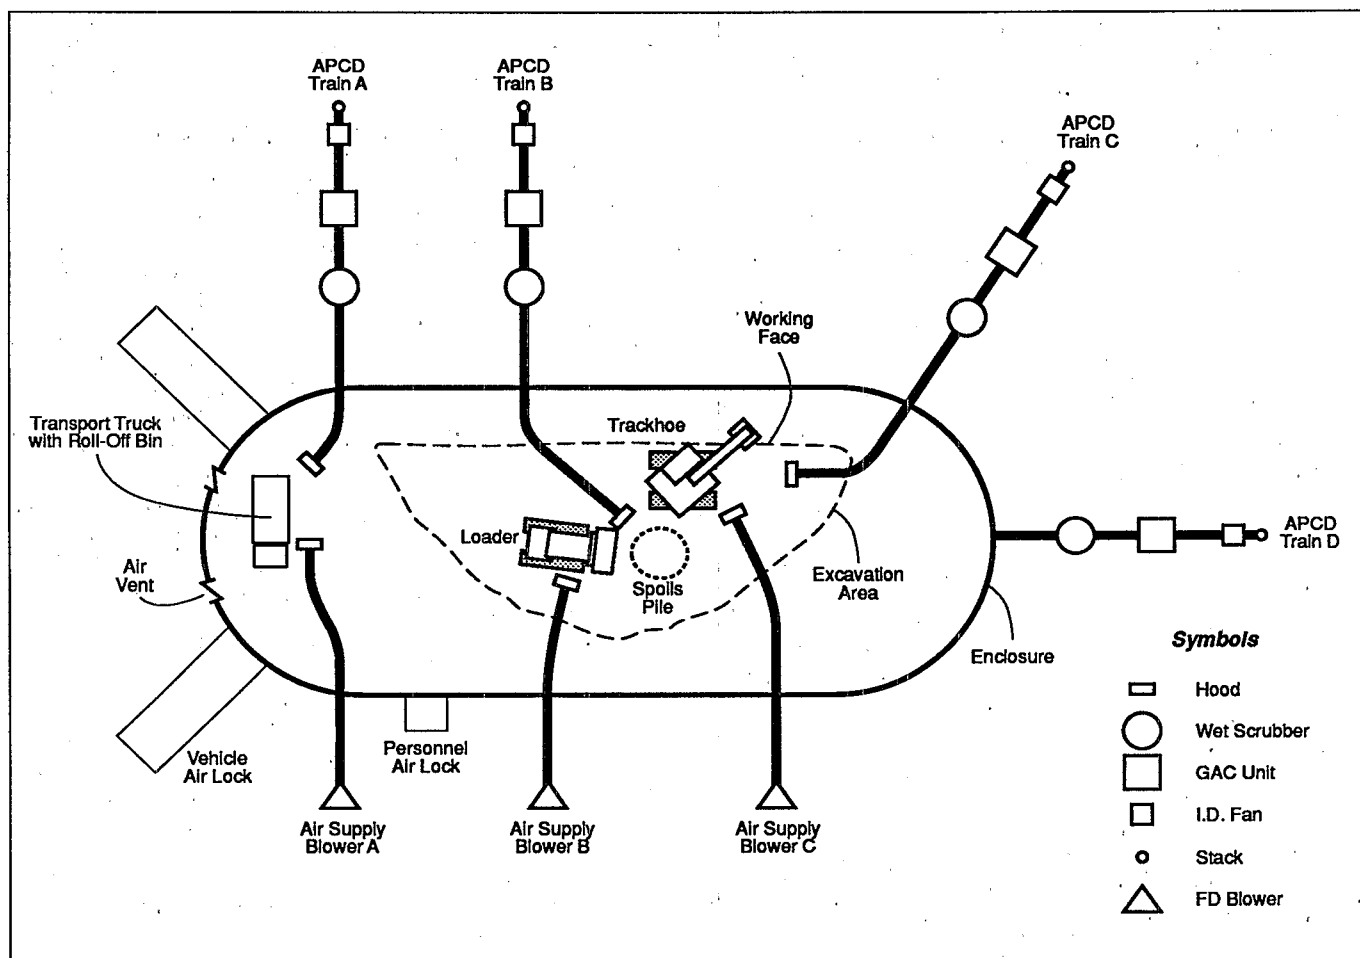 APCD
Train A
APCD
Train B
APCD
Train C
Working
Face
Transport Truck
with Roll-Off Bin
Trackhoe
Loader
APCD
Train D
Air
Vent
Spoils
Pile
Excavation
Area
Enclosure
Vehicle
Air Lock
Personnel
Air Lock
Air Supply
Blower A
Air Supply
Blower B
Air Supply
Blower C
Symbols
Hood
Wet Scrubber
GAC Unit
I.D. Fan
Stack
FD Blower